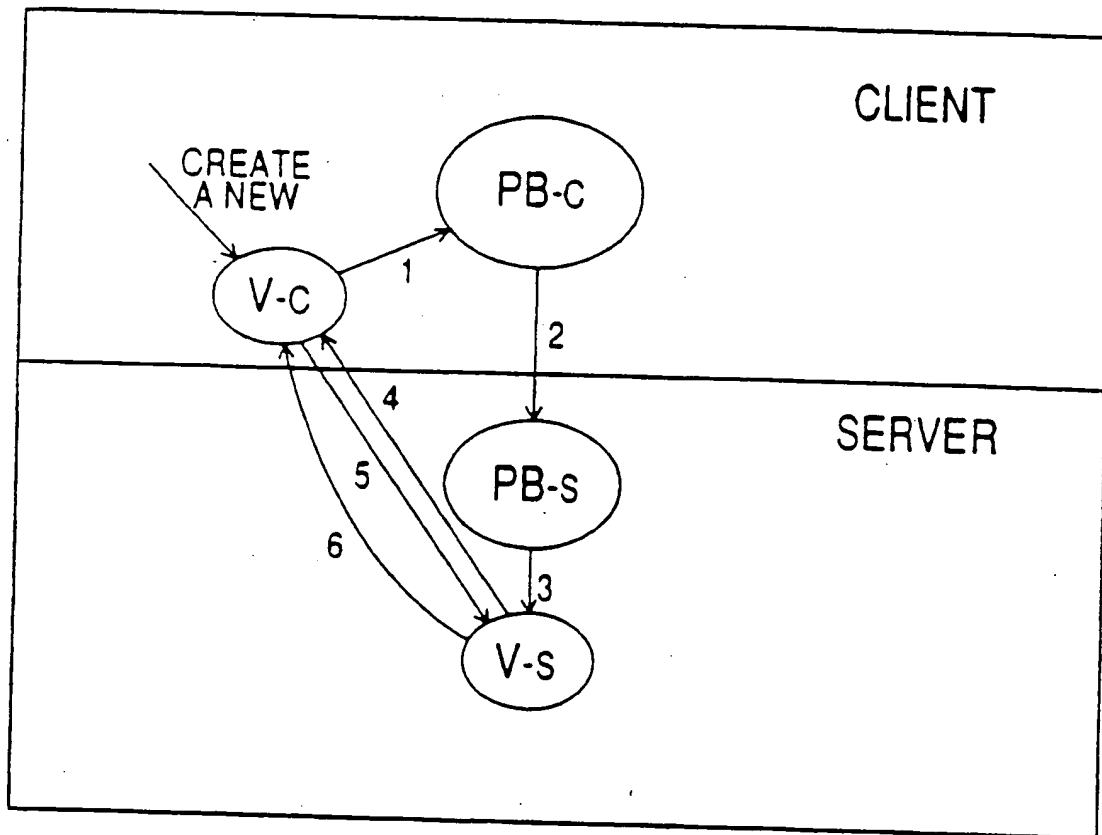 CLIENT
CREATE
A NEW
PB-c
V-c
1
2
4
SERVER
5
PB-s
6
3
V-s